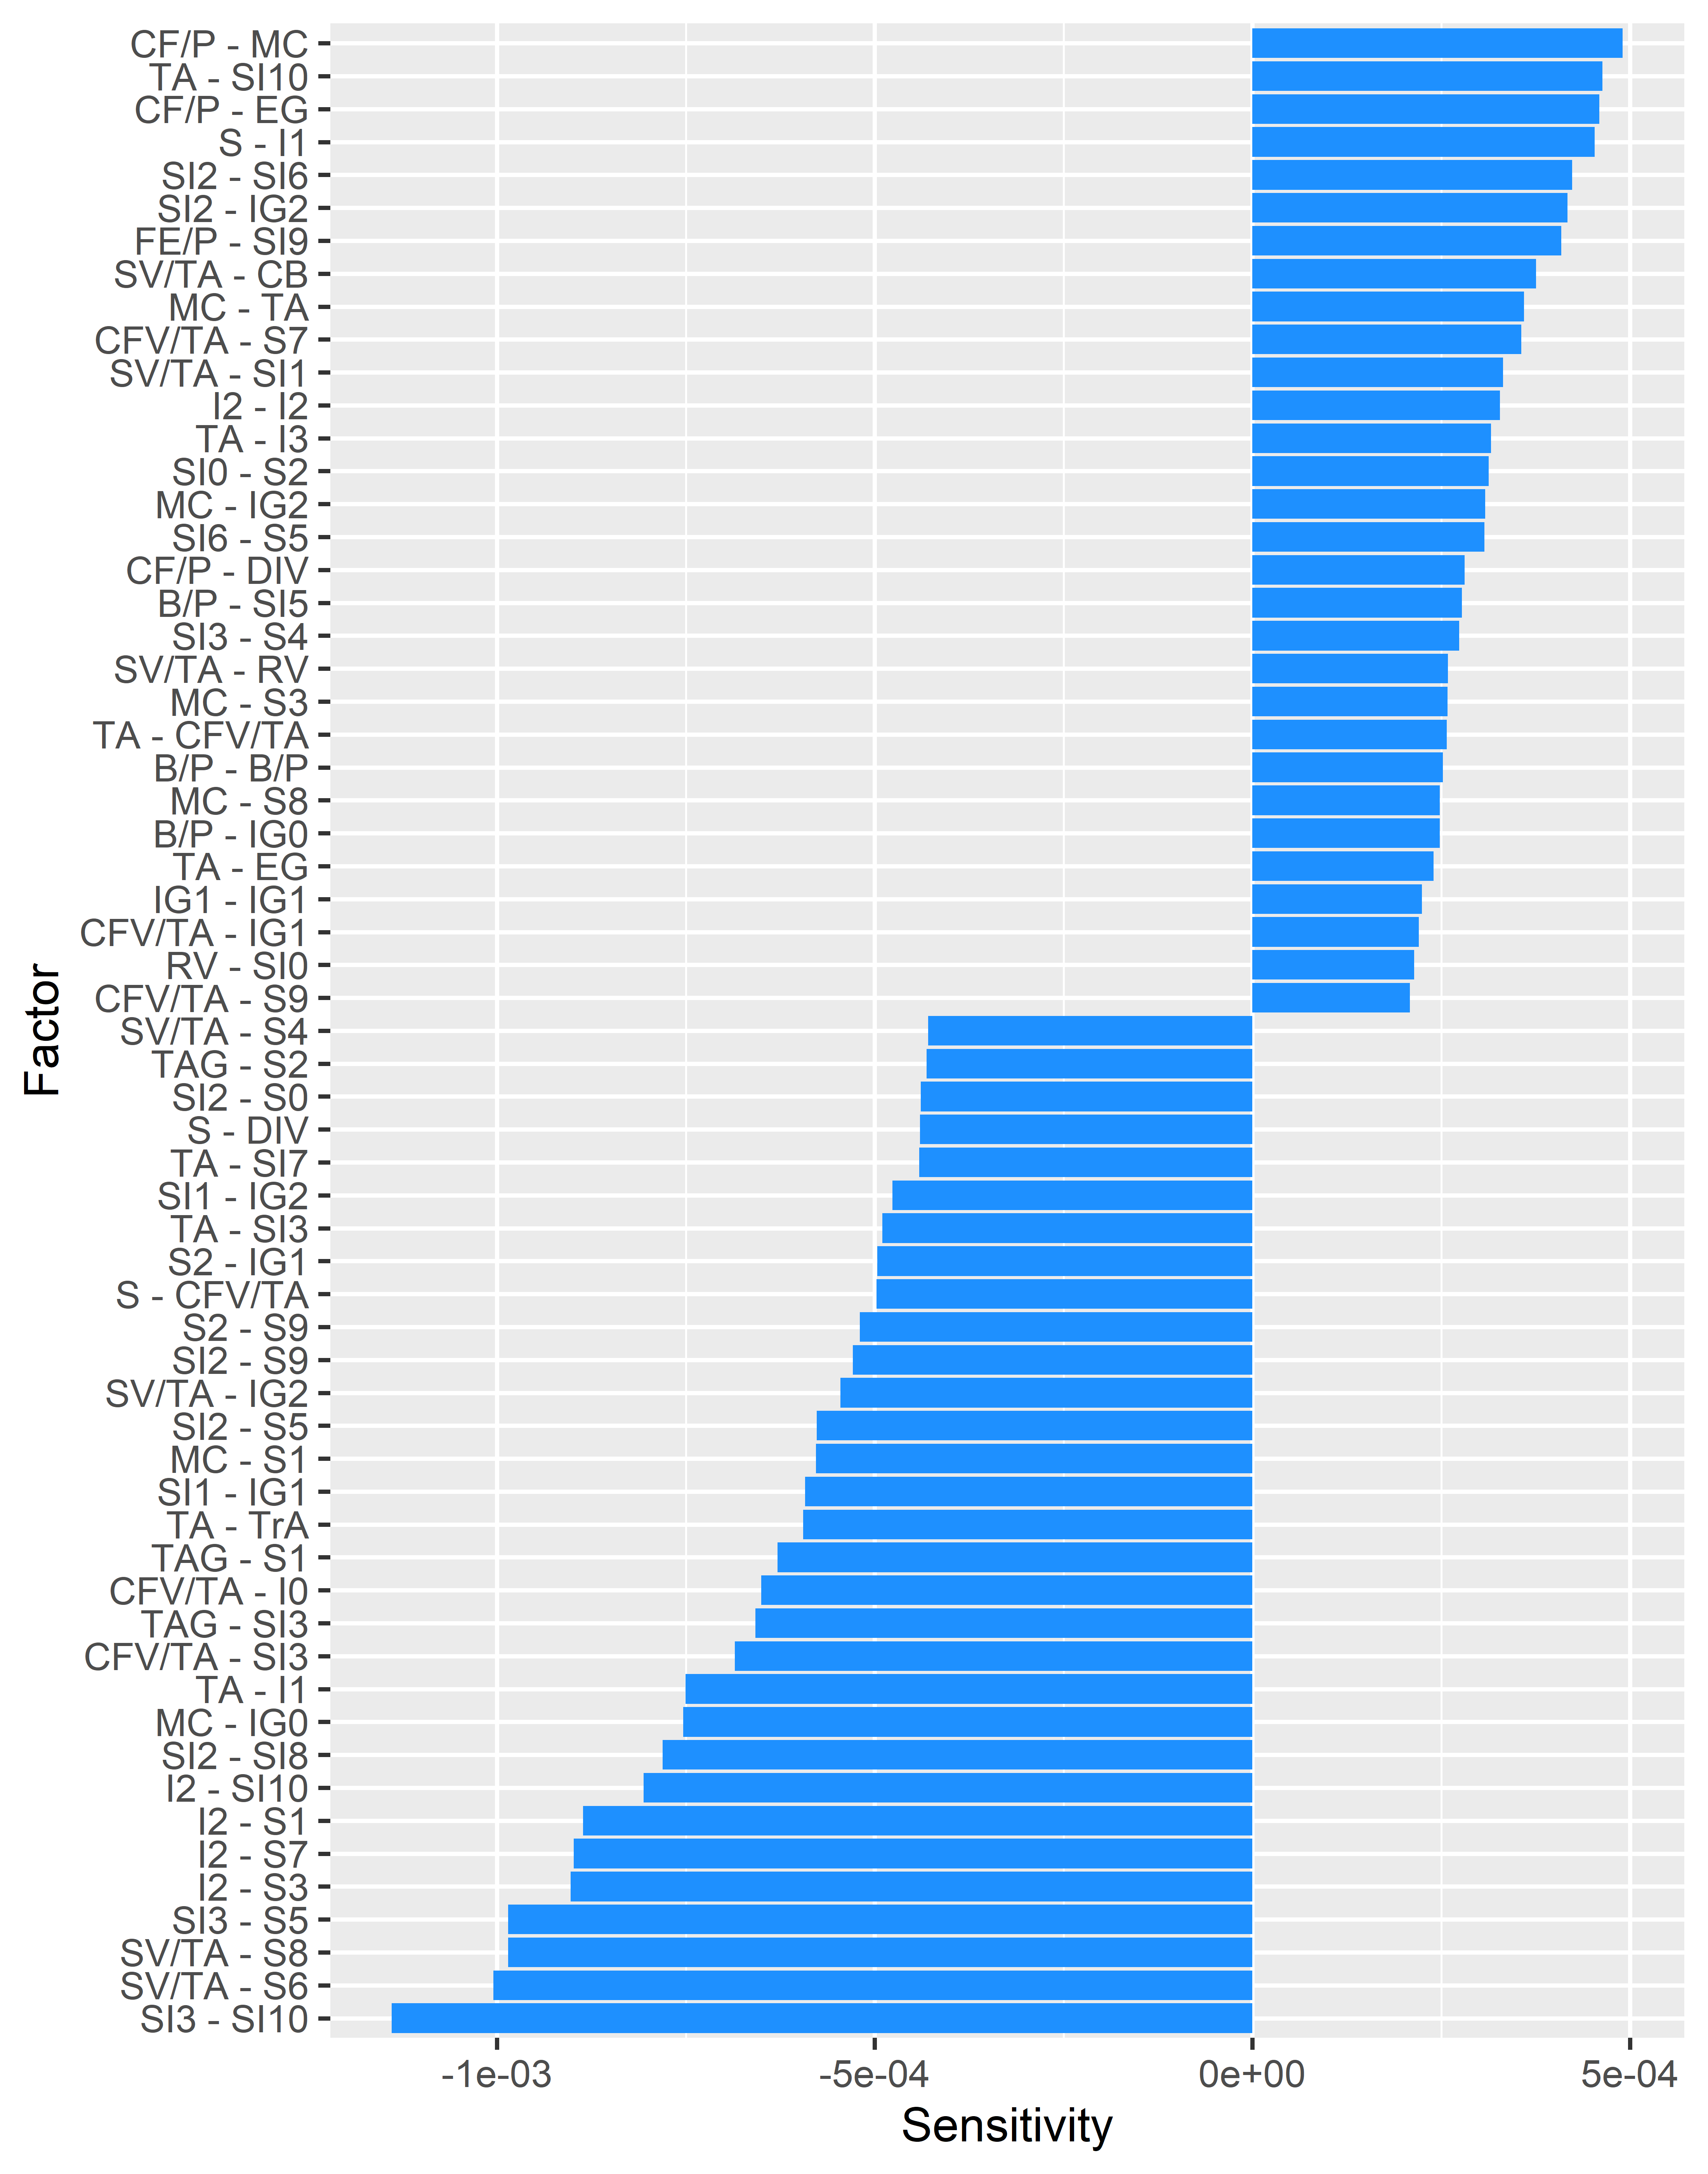 CF/P - MC
TA - SI10
CF/P - EG
S - I1
SI2 - SI6
SI2 - IG2
FE/P - SI9
SV/TA - CB
MC - TA
CFV/TA - S7
SV/TA - SI1
I2 - I2
TA - I3
SI0 - S2
MC - IG2
SI6 - S5
CF/P - DIV
B/P - SI5
SI3 - S4
SV/TA - RV
MC - S3
TA - CFV/TA
B/P - B/P
MC - S8
B/P - IG0
TA - EG
IG1 - IG1
CFV/TA - IG1
RV - SI0
CFV/TA - S9
SV/TA - S4
TAG - S2
SI2 - S0
S - DIV
TA - SI7
SI1 - IG2
TA - SI3
S2 - IG1
S - CFV/TA
S2 - S9
SI2 - S9
SV/TA - IG2
SI2 - S5
MC - S1
SI1 - IG1
TA - TrA
TAG - S1
CFV/TA - I0
TAG - SI3
CFV/TA - SI3
TA - I1
MC - IG0
SI2 - SI8
I2 - SI10
I2 - S1
I2 - S7
I2 - S3
SI3 - S5
SV/TA - S8
SV/TA - S6
SI3 - SI10
Factor
-1e-03 -5e-04 0e+00 5e-04
Sensitivity